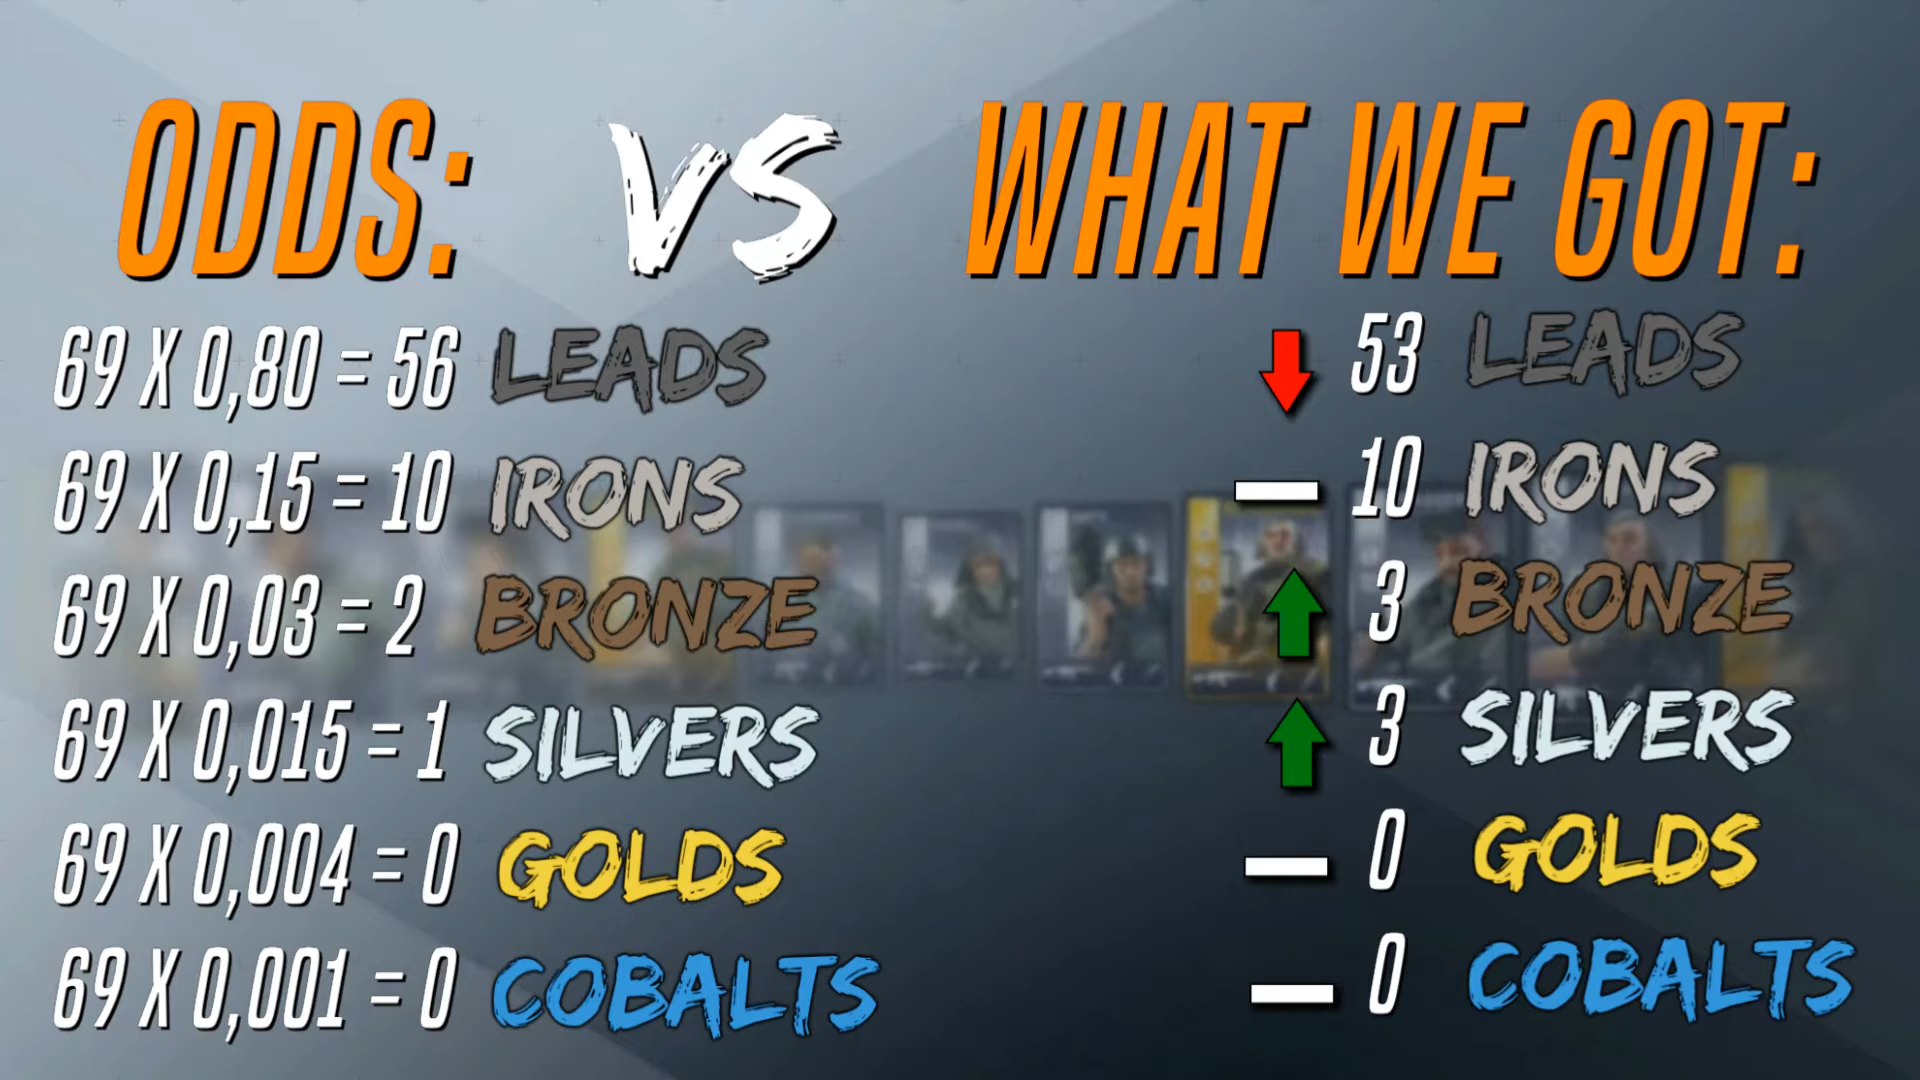 ODDS: VS WHAT WE GOT:
69 X 0,80 = 56 LEADS 53 LEADS
69 X 0,15 = 10 IRONS 10 IRONS
69 X 0,03 = 2 BRONZE 3 BRONZE
69 X 0,015 = 1 SILVERS 3 SILVERS
69 X 0,004 = 0 GOLDS 0 GOLDS
69 X 0,001 = 0 COBALTS 0 COBALTS